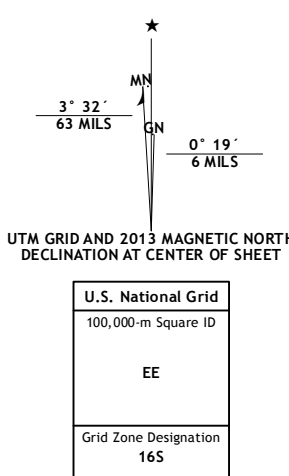 ★
MN
3° 32´
63 MILS
GN
0° 19´
6 MILS
UTM GRID AND 2013 MAGNETIC NORTH
DECLINATION AT CENTER OF SHEET
U.S. National Grid
100,000-m Square ID
EE
Grid Zone Designation
16S